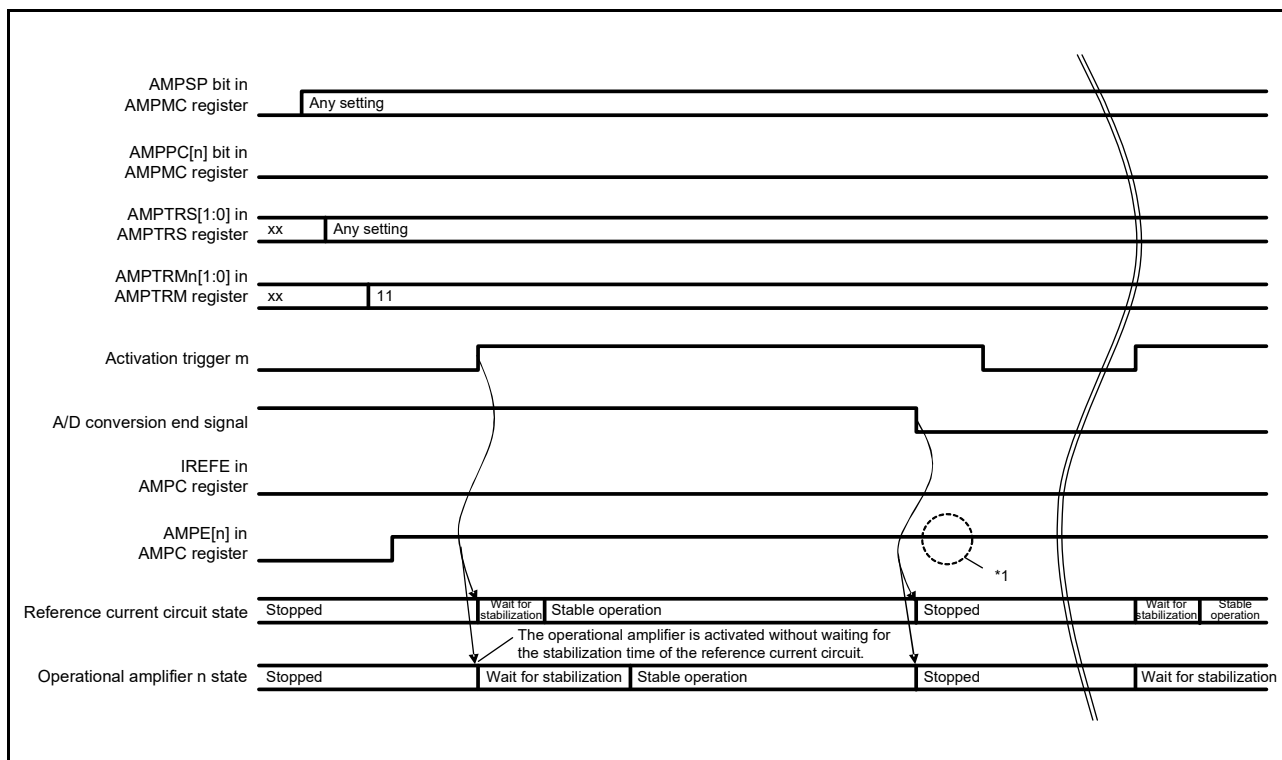 AMPSP bit in
AMPMC register
Any setting
AMPPC[n] bit in
AMPMC register
AMPTRS[1:0] in
AMPTRS register
xx
Any setting
AMPTRMn[1:0] in
AMPTRM register
xx
11
Activation trigger m
A/D conversion end signal
IREFE in
AMPC register
AMPE[n] in
AMPC register
*1
Reference current circuit state
Stopped
Wait for
stabilization
Stable operation
Stopped
Wait for
stabilization
Stable
operation
The operational amplifier is activated without waiting for
the stabilization time of the reference current circuit.
Operational amplifier n state
Stopped
Wait for stabilization
Stable operation
Stopped
Wait for stabilization